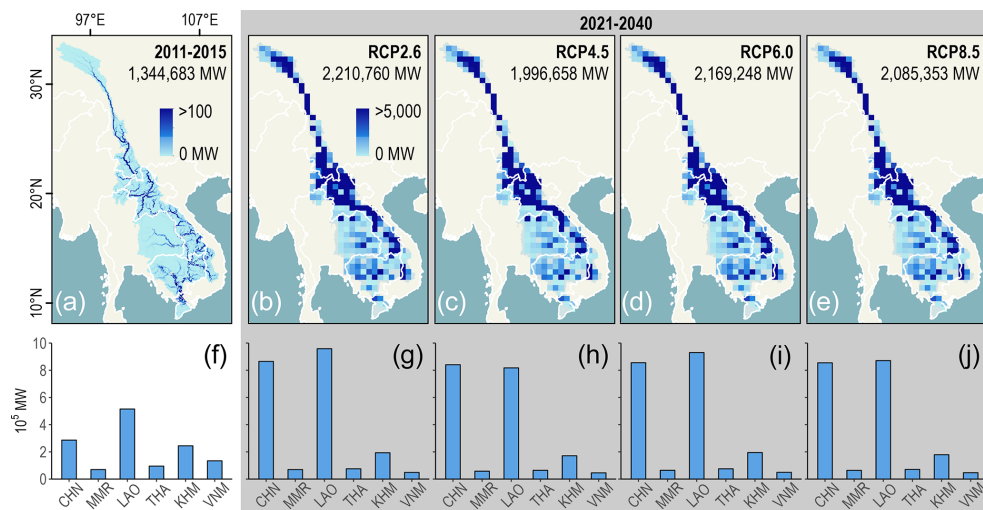 97°E 107°E
2021-2040
2011-2015
1,344,683 MW
RCP2.6
2,210,760 MW
RCP4.5
1,996,658 MW
RCP6.0
2,169,248 MW
RCP8.5
2,085,353 MW
30°N
20°N
10°N
>100
0 MW
>5,000
0 MW
(a)
(b)
(c)
(d)
(e)
(f)
(g)
(h)
(i)
(j)
10⁵ MW
10
8
6
4
2
0
CHN MMR LAO THA KHM VNM
CHN MMR LAO THA KHM VNM
CHN MMR LAO THA KHM VNM
CHN MMR LAO THA KHM VNM
CHN MMR LAO THA KHM VNM